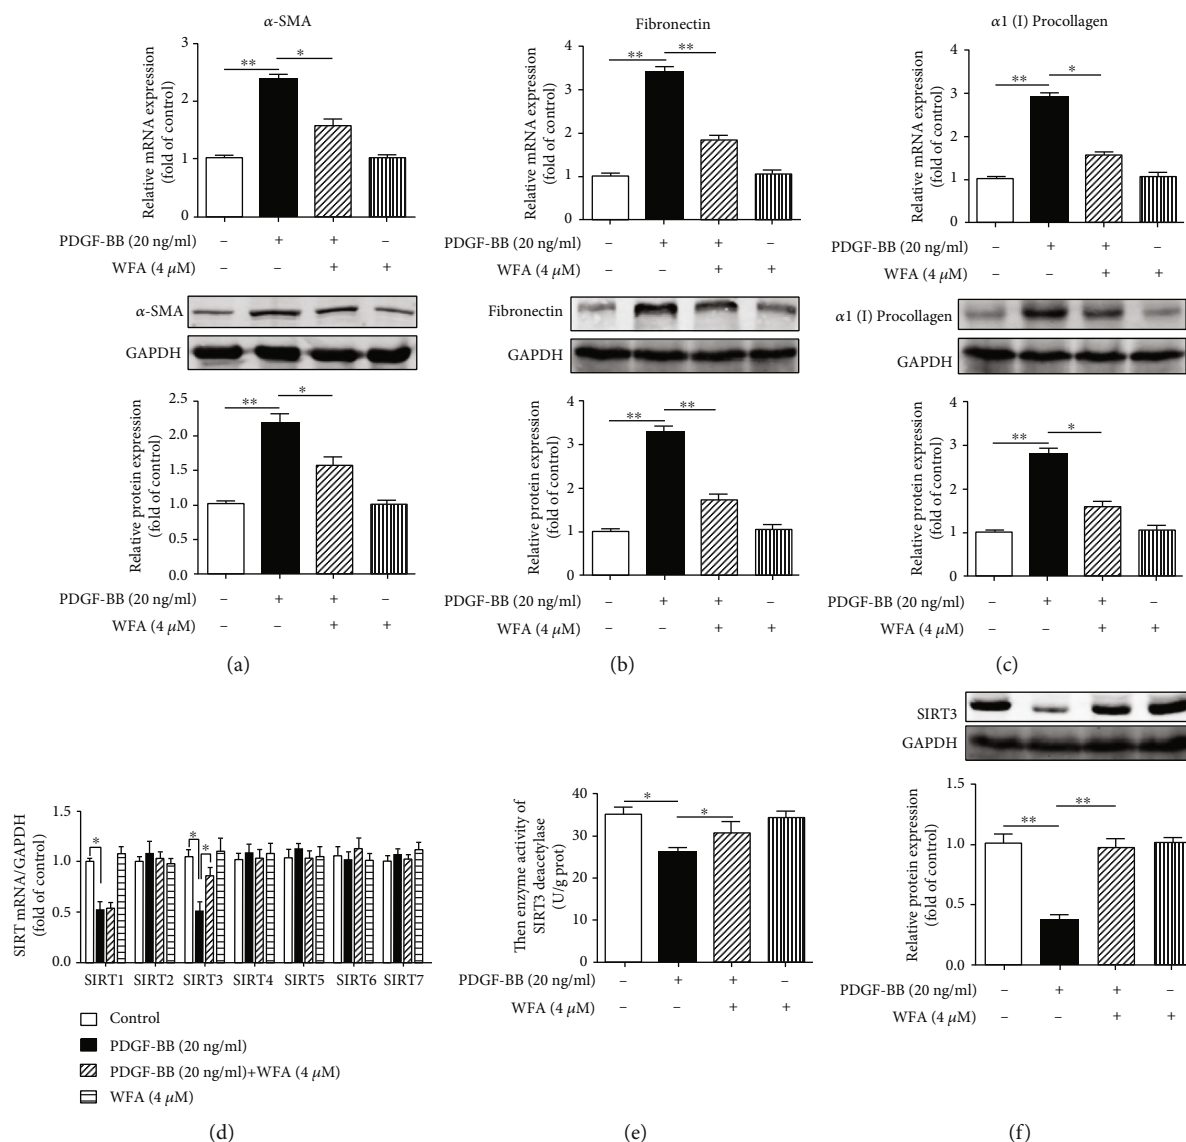 α-SMA
Relative mRNA expression
(fold of control)
3
2
1
0
** *
PDGF-BB (20 ng/ml) – + + –
WFA (4 μM) – – + +
α-SMA
GAPDH
Relative protein expression
(fold of control)
2.5
2.0
1.5
1.0
0.5
0.0
** *
PDGF-BB (20 ng/ml) – + + –
WFA (4 μM) – – + +
(a)
Fibronectin
Relative mRNA expression
(fold of control)
4
3
2
1
0
** **
PDGF-BB (20 ng/ml) – + + –
WFA (4 μM) – – + +
Fibronectin
GAPDH
Relative protein expression
(fold of control)
4
3
2
1
0
** **
PDGF-BB (20 ng/ml) – + + –
WFA (4 μM) – – + +
(b)
α1 (I) Procollagen
Relative mRNA expression
(fold of control)
4
3
2
1
0
** *
PDGF-BB (20 ng/ml) – + + –
WFA (4 μM) – – + +
α1 (I) Procollagen
GAPDH
Relative protein expression
(fold of control)
4
3
2
1
0
** *
PDGF-BB (20 ng/ml) – + + –
WFA (4 μM) – – + +
(c)
SIRT mRNA/GAPDH
(fold of control)
1.5
1.0
0.5
0.0
* * *
SIRT1 SIRT2 SIRT3 SIRT4 SIRT5 SIRT6 SIRT7
Control
PDGF-BB (20 ng/ml)
PDGF-BB (20 ng/ml)+WFA (4 μM)
WFA (4 μM)
(d)
Then enzyme activity of
SIRT3 deacetylase
(U/g prot)
40
30
20
10
0
* *
PDGF-BB (20 ng/ml) – + + –
WFA (4 μM) – – + +
(e)
SIRT3
GAPDH
Relative protein expression
(fold of control)
1.5
1.0
0.5
0.0
** **
PDGF-BB (20 ng/ml) – + + –
WFA (4 μM) – – + +
(f)